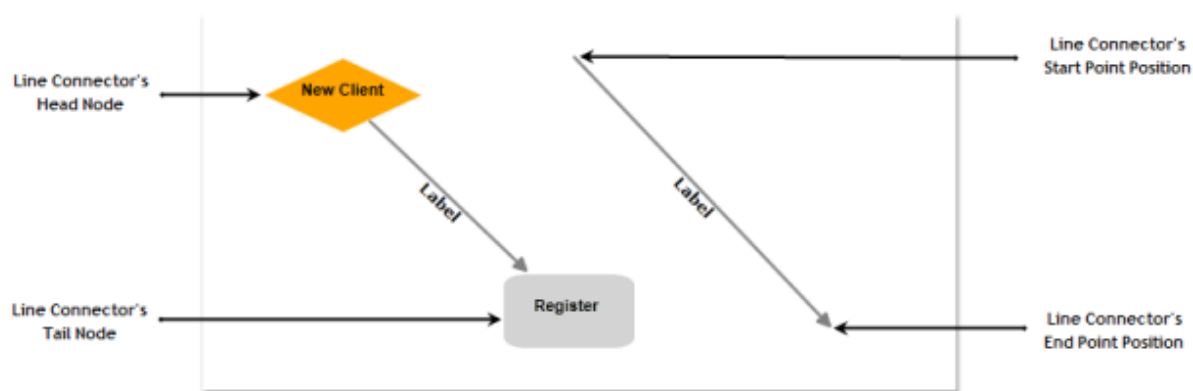 Line Connector's
Head Node
New Client
Line Connector's
Start Point Position
Label
Label
Line Connector's
Tail Node
Register
Line Connector's
End Point Position